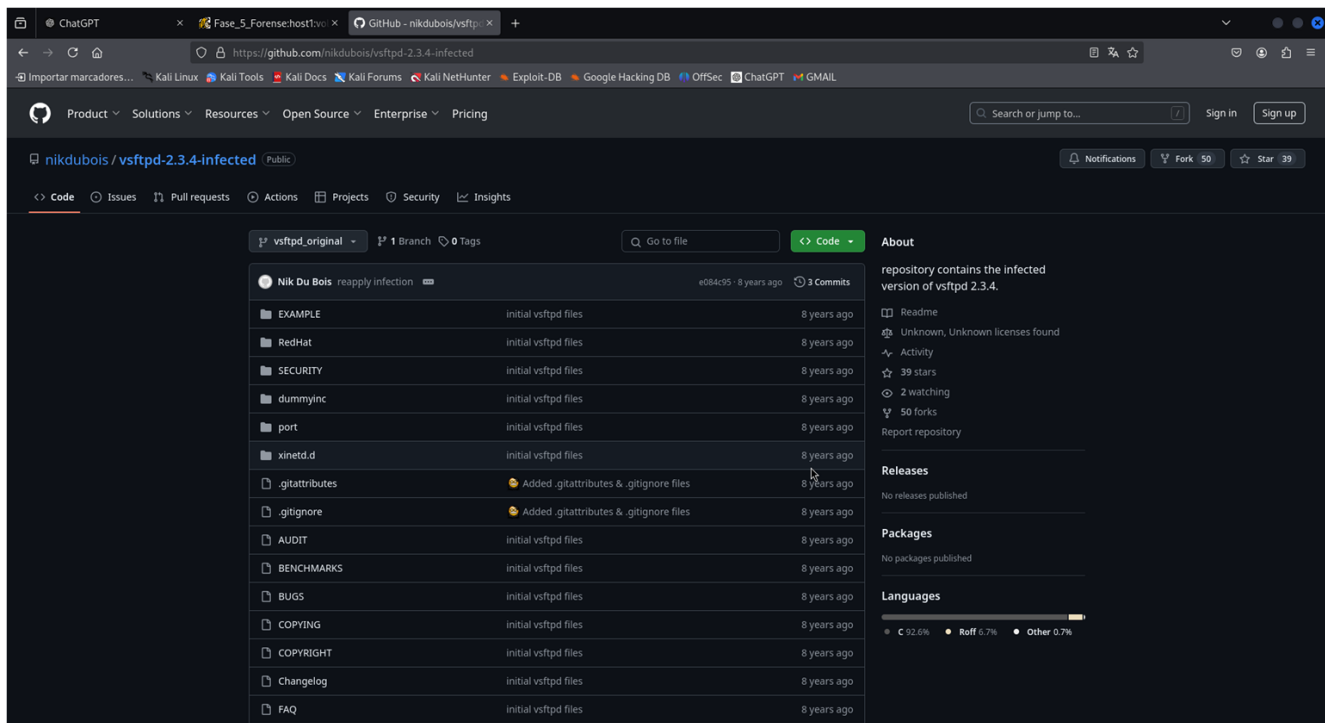 ChatGPT
Fase_5_Forense:host1:vol
GitHub - nikdubois/vsftpd
https://github.com/nikdubois/vsftpd-2.3.4-infected
Importar marcadores... Kali Linux Kali Tools Kali Docs Kali Forums Kali NetHunter Exploit-DB Google Hacking DB OffSec ChatGPT GMAIL
Product Solutions Resources Open Source Enterprise Pricing Search or jump to... / Sign in Sign up
nikdubois / vsftpd-2.3.4-infected Public Notifications Fork 50 Star 39
Code Issues Pull requests Actions Projects Security Insights
vsftpd_original 1 Branch 0 Tags Go to file Code
Nik Du Bois reapply infection e084c95 · 8 years ago 3 Commits
EXAMPLE initial vsftpd files 8 years ago
RedHat initial vsftpd files 8 years ago
SECURITY initial vsftpd files 8 years ago
dummyinc initial vsftpd files 8 years ago
port initial vsftpd files 8 years ago
xinetd.d initial vsftpd files 8 years ago
.gitattributes Added .gitattributes & .gitignore files 8 years ago
.gitignore Added .gitattributes & .gitignore files 8 years ago
AUDIT initial vsftpd files 8 years ago
BENCHMARKS initial vsftpd files 8 years ago
BUGS initial vsftpd files 8 years ago
COPYING initial vsftpd files 8 years ago
COPYRIGHT initial vsftpd files 8 years ago
Changelog initial vsftpd files 8 years ago
FAQ initial vsftpd files 8 years ago
About
repository contains the infected
version of vsftpd 2.3.4.
Readme
Unknown, Unknown licenses found
Activity
39 stars
2 watching
50 forks
Report repository
Releases
No releases published
Packages
No packages published
Languages
C 92.6% Roff 6.7% Other 0.7%